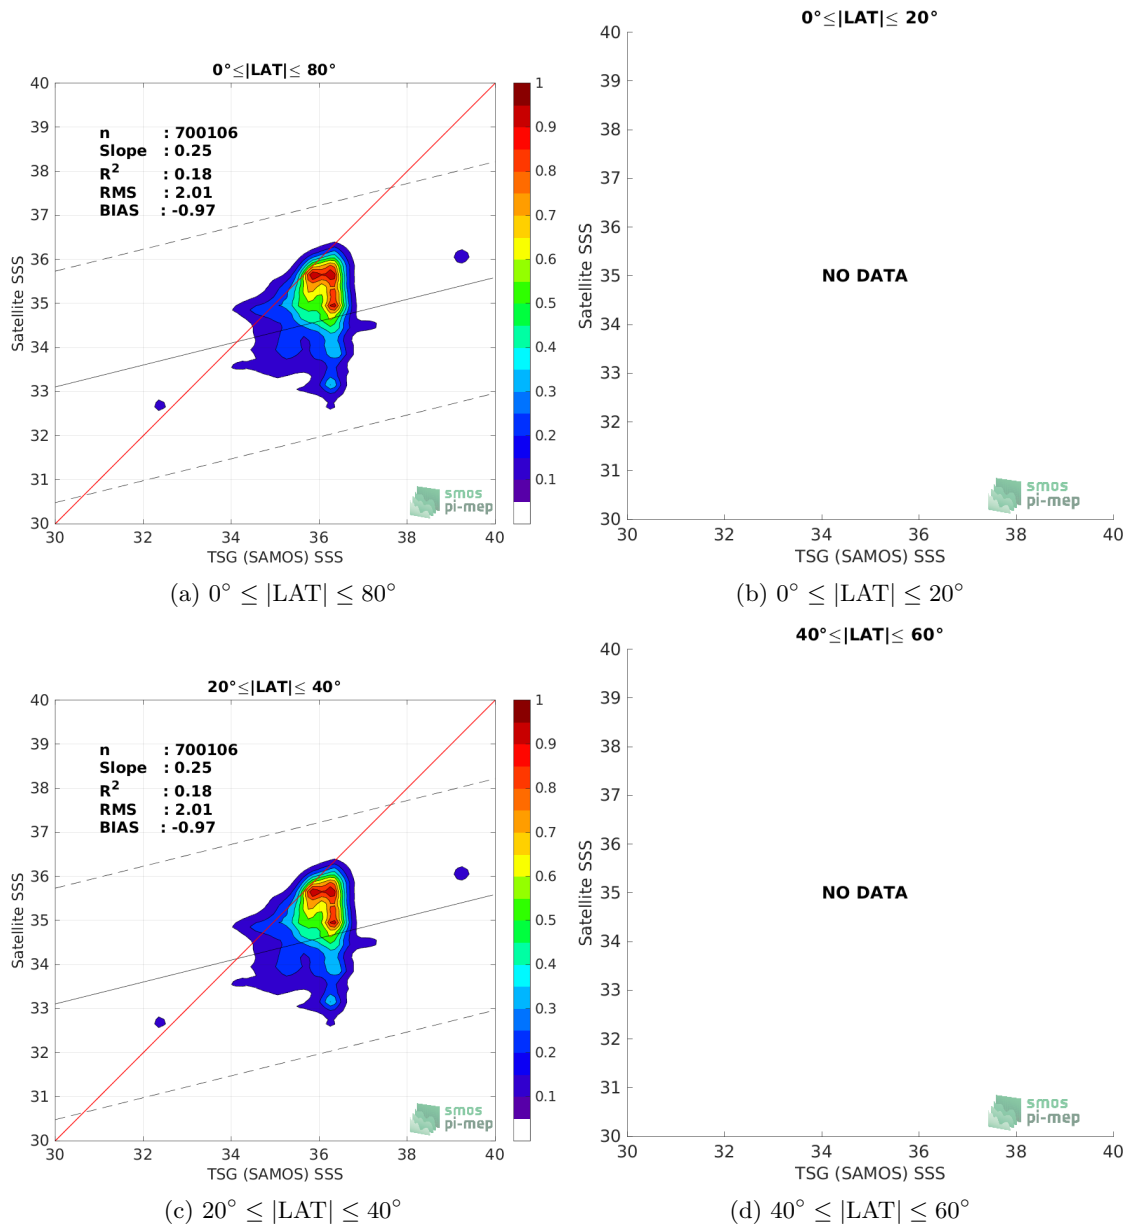 0°≤|LAT|≤ 80°
40
39
38
37
36
35
34
33
32
31
30
Satellite SSS
n : 700106
Slope : 0.25
R² : 0.18
RMS : 2.01
BIAS : -0.97
smos
pi-mep
30 32 34 36 38 40
TSG (SAMOS) SSS
1
0.9
0.8
0.7
0.6
0.5
0.4
0.3
0.2
0.1
(a) 0° ≤ |LAT| ≤ 80°
0°≤|LAT|≤ 20°
40
39
38
37
36
35
34
33
32
31
30
Satellite SSS
NO DATA
smos
pi-mep
30 32 34 36 38 40
TSG (SAMOS) SSS
(b) 0° ≤ |LAT| ≤ 20°
20°≤|LAT|≤ 40°
40
39
38
37
36
35
34
33
32
31
30
Satellite SSS
n : 700106
Slope : 0.25
R² : 0.18
RMS : 2.01
BIAS : -0.97
smos
pi-mep
30 32 34 36 38 40
TSG (SAMOS) SSS
1
0.9
0.8
0.7
0.6
0.5
0.4
0.3
0.2
0.1
(c) 20° ≤ |LAT| ≤ 40°
40°≤|LAT|≤ 60°
40
39
38
37
36
35
34
33
32
31
30
Satellite SSS
NO DATA
smos
pi-mep
30 32 34 36 38 40
TSG (SAMOS) SSS
(d) 40° ≤ |LAT| ≤ 60°